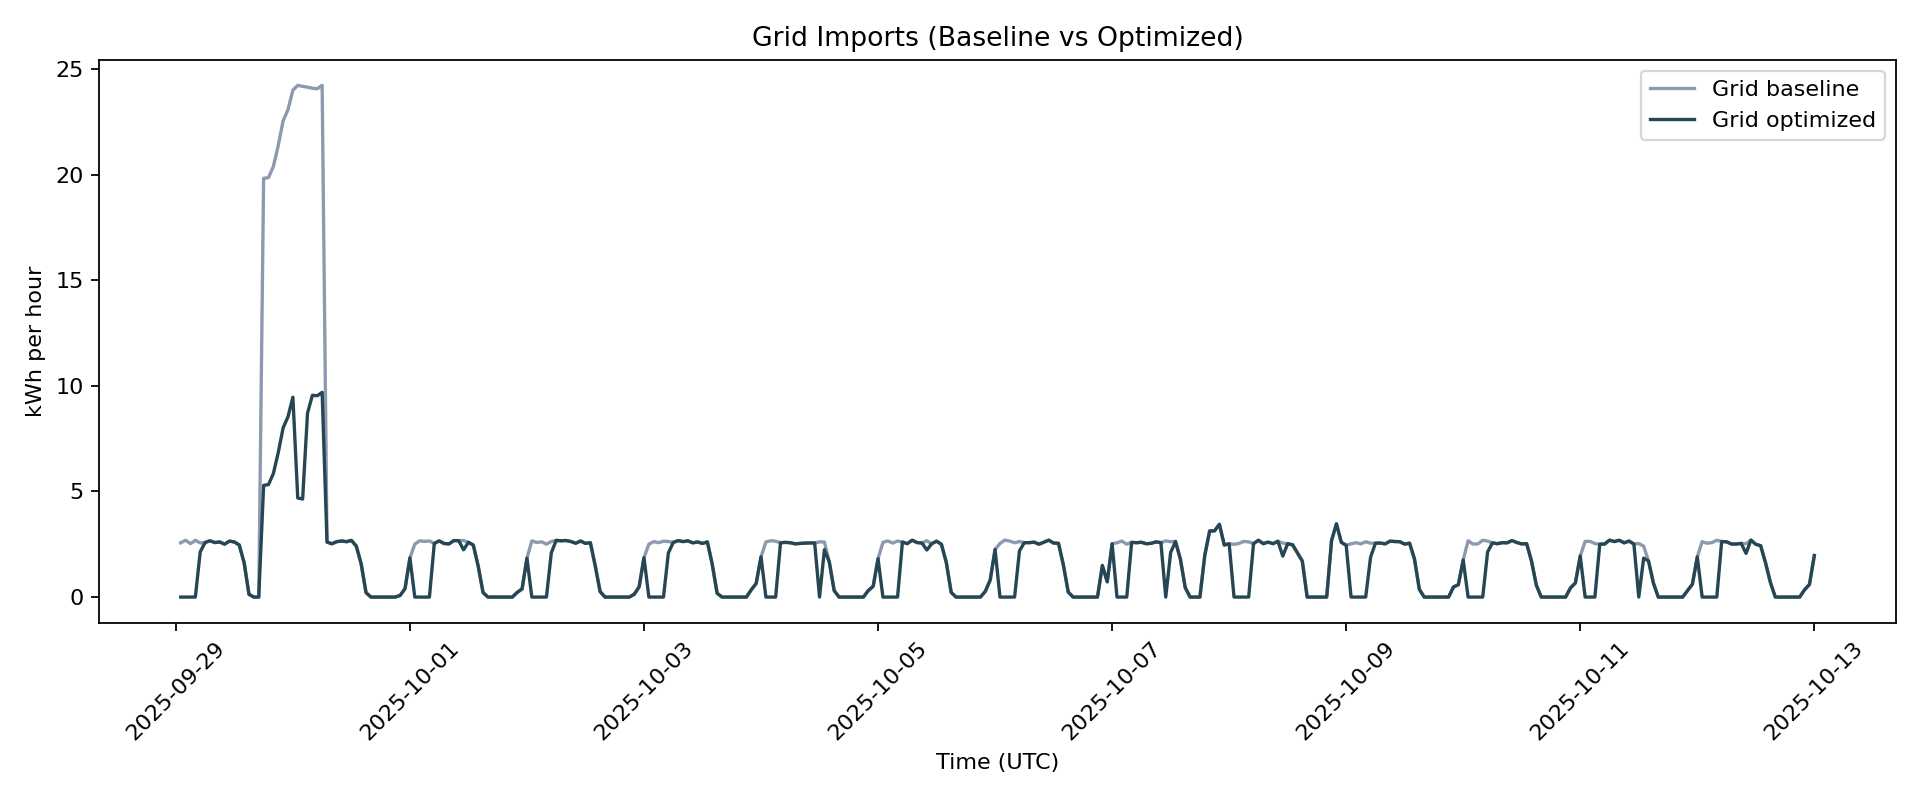 Grid Imports (Baseline vs Optimized)
25
20
15
10
5
0
kWh per hour
Grid baseline
Grid optimized
2025-09-29
2025-10-01
2025-10-03
2025-10-05
2025-10-07
2025-10-09
2025-10-11
2025-10-13
Time (UTC)